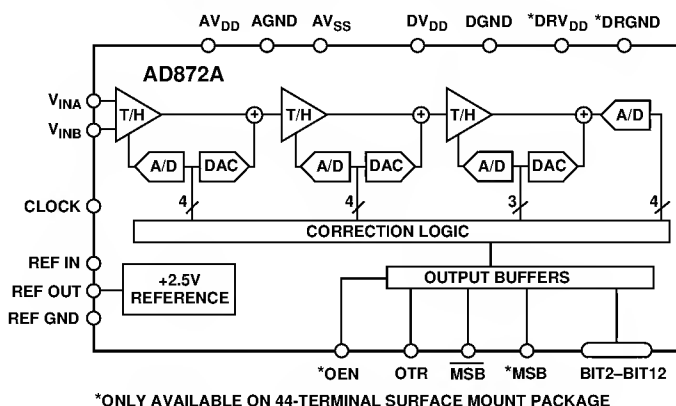 AVDD AGND AVSS DVDD DGND *DRVDD *DRGND
AD872A
VINA
VINB
T/H + T/H + T/H + A/D
A/D DAC A/D DAC A/D DAC
4 4 3 4
CLOCK
CORRECTION LOGIC
REF IN
REF OUT
REF GND
+2.5V
REFERENCE
OUTPUT BUFFERS
*OEN OTR M̅S̅B̅ *MSB BIT2–BIT12
*ONLY AVAILABLE ON 44-TERMINAL SURFACE MOUNT PACKAGE